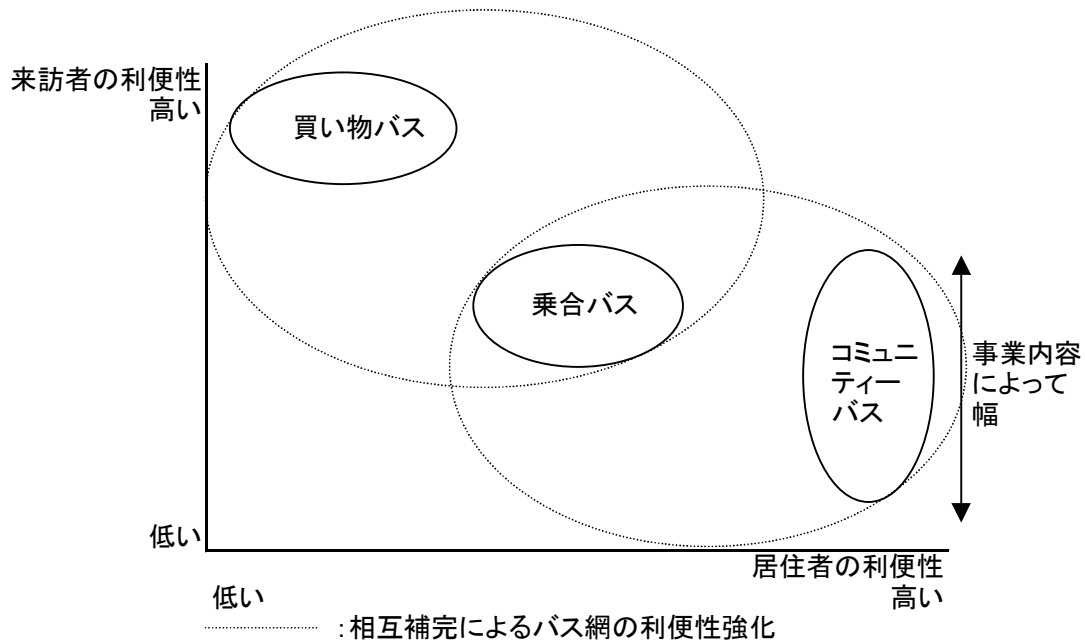 来訪者の利便性
高い
買い物バス
乗合バス
コミュニ
ティー
バス
事業内容
によって
幅
低い
居住者の利便性
高い
低い
：相互補完によるバス網の利便性強化